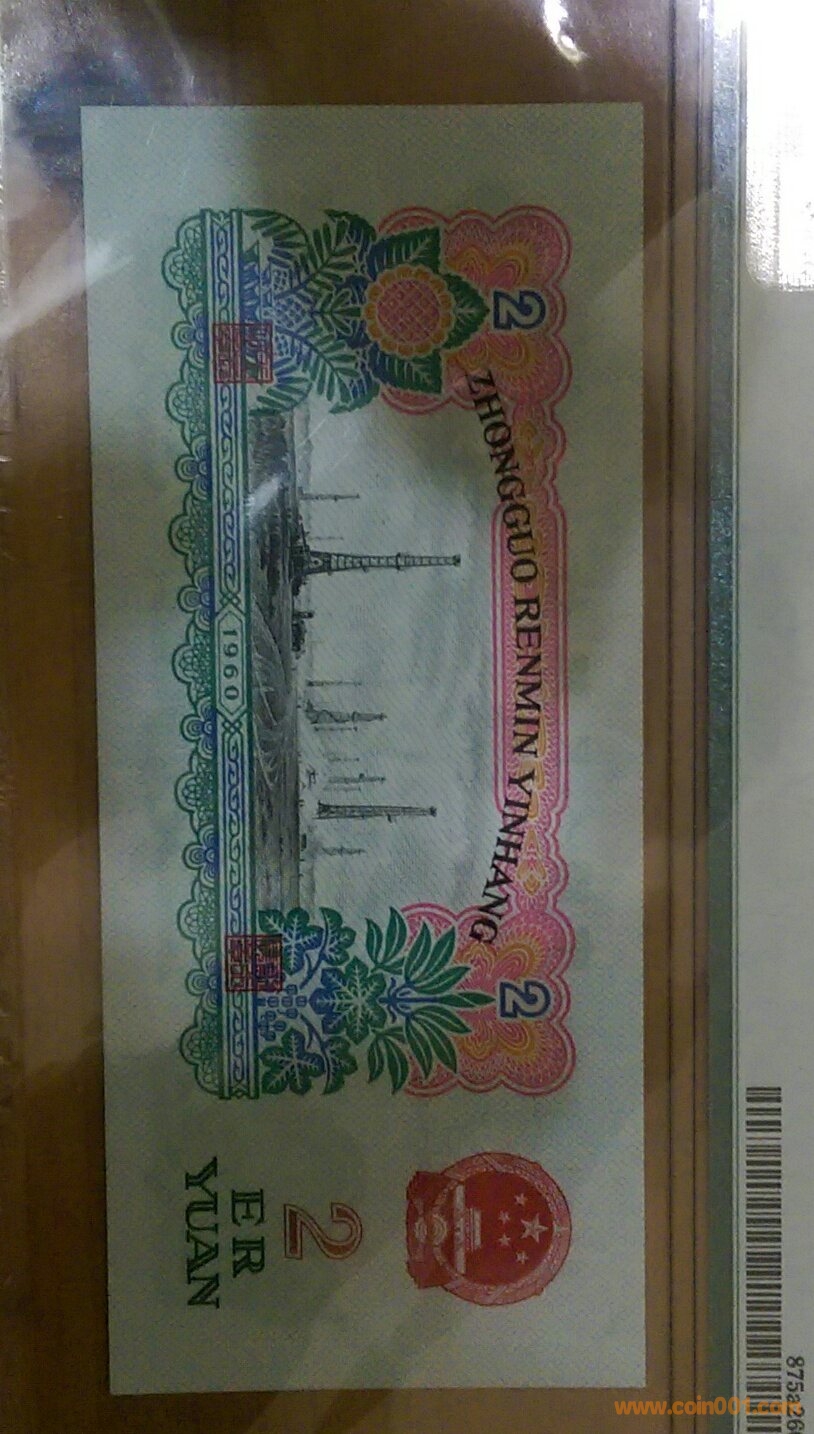 2
2
ZHONGGUO RENMIN YINHANG
1960
2
ER
YUAN
www.coin001.com